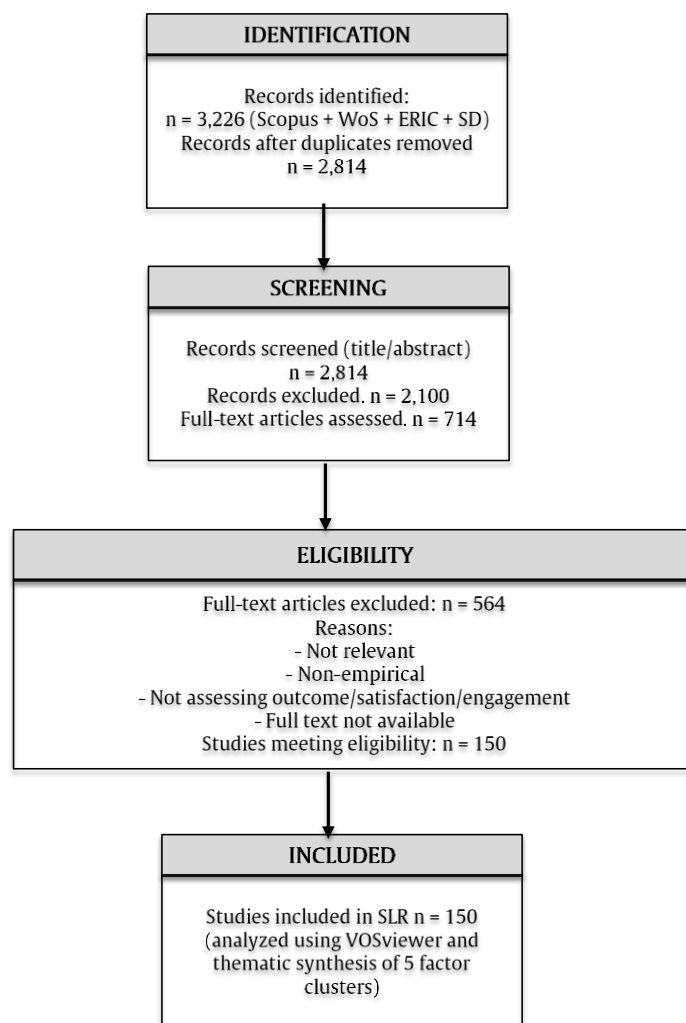 IDENTIFICATION
Records identified:
n = 3,226 (Scopus + WoS + ERIC + SD)
Records after duplicates removed
n = 2,814
SCREENING
Records screened (title/abstract)
n = 2,814
Records excluded. n = 2,100
Full-text articles assessed. n = 714
ELIGIBILITY
Full-text articles excluded: n = 564
Reasons:
- Not relevant
- Non-empirical
- Not assessing outcome/satisfaction/engagement
- Full text not available
Studies meeting eligibility: n = 150
INCLUDED
Studies included in SLR n = 150
(analyzed using VOSviewer and
thematic synthesis of 5 factor
clusters)